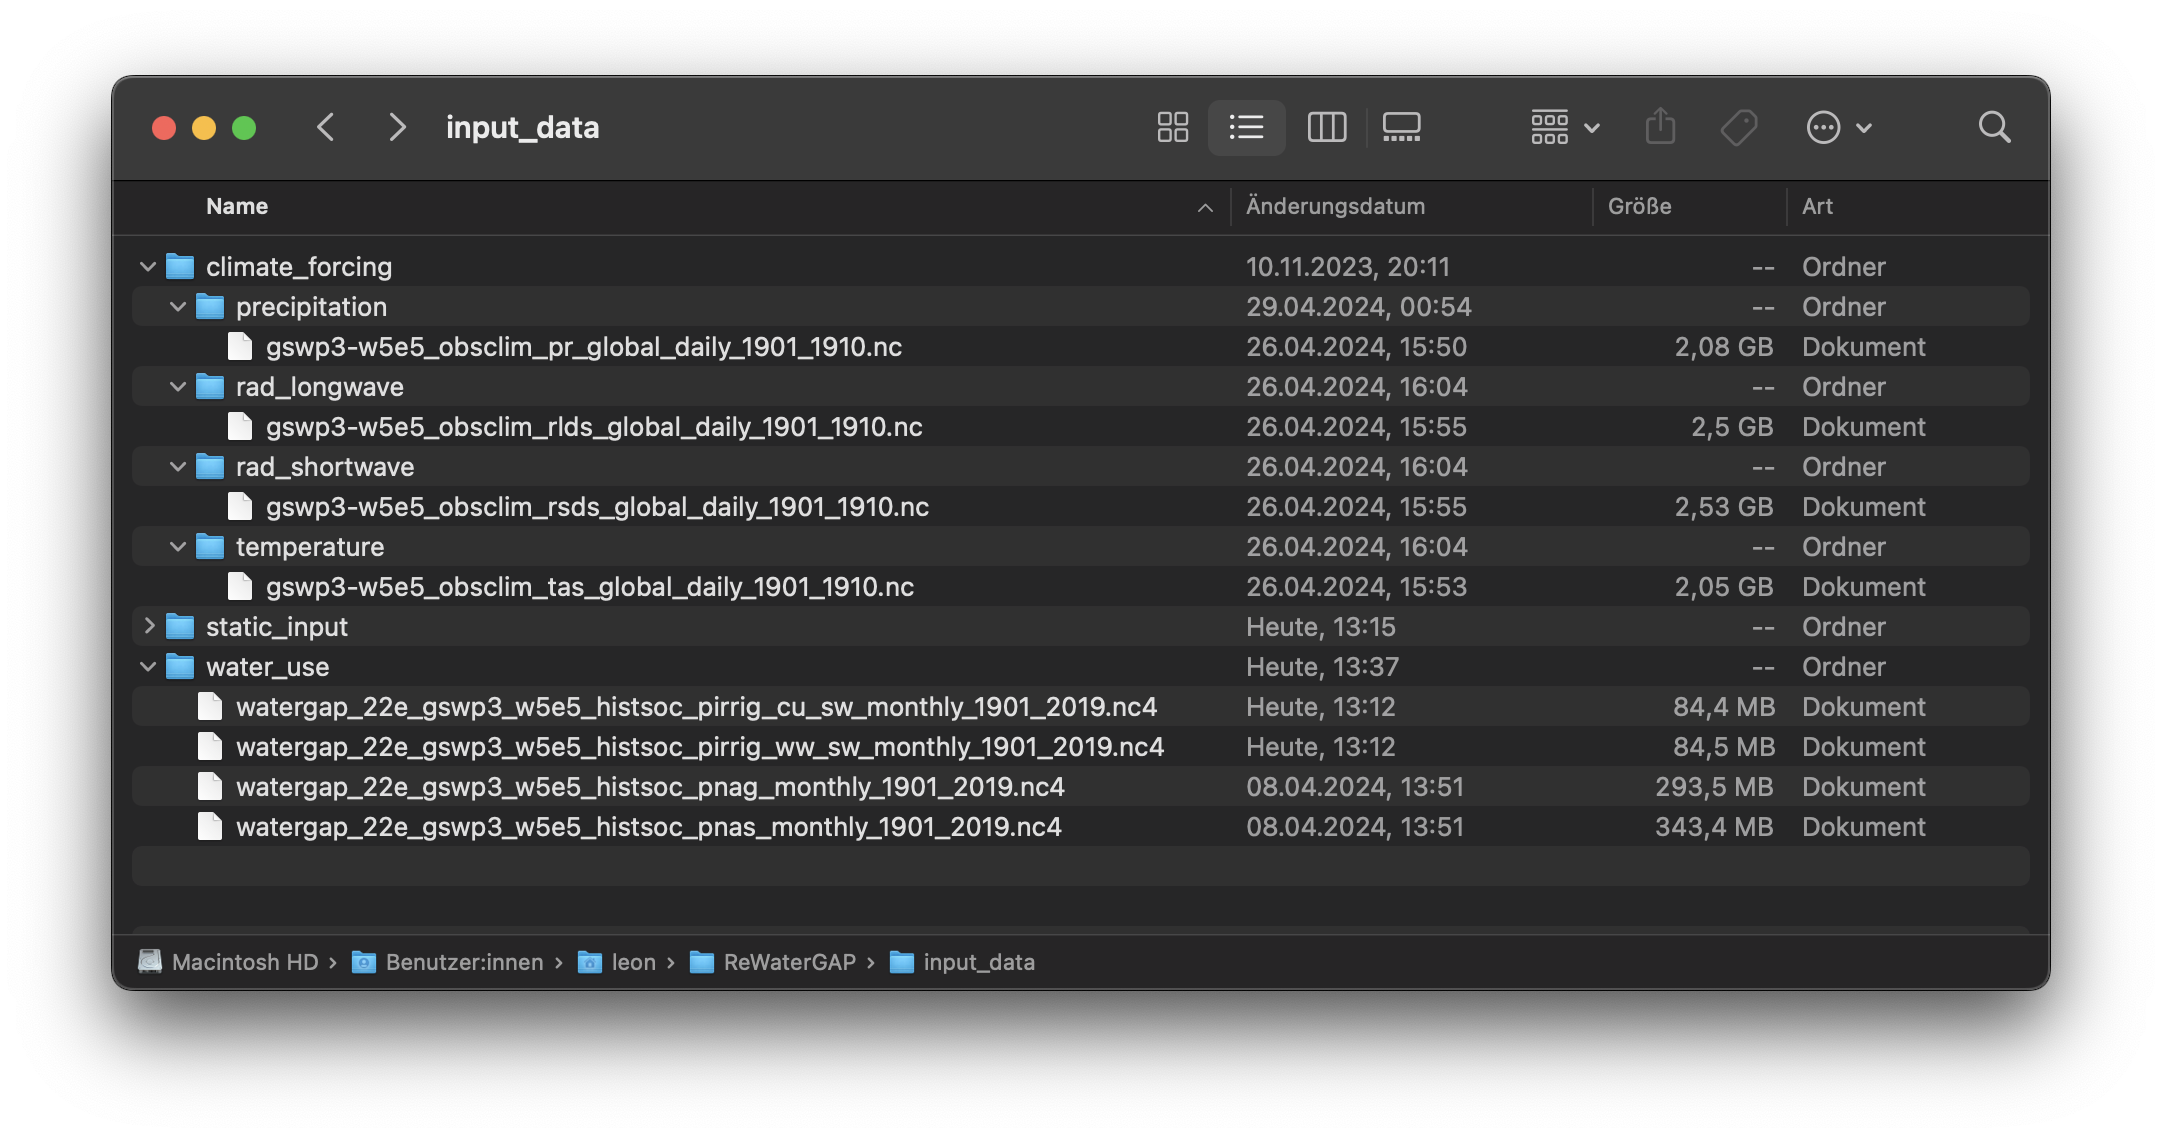 input_data
Name Änderungsdatum Größe Art
climate_forcing 10.11.2023, 20:11 -- Ordner
precipitation 29.04.2024, 00:54 -- Ordner
gswp3-w5e5_obsclim_pr_global_daily_1901_1910.nc 26.04.2024, 15:50 2,08 GB Dokument
rad_longwave 26.04.2024, 16:04 -- Ordner
gswp3-w5e5_obsclim_rlds_global_daily_1901_1910.nc 26.04.2024, 15:55 2,5 GB Dokument
rad_shortwave 26.04.2024, 16:04 -- Ordner
gswp3-w5e5_obsclim_rsds_global_daily_1901_1910.nc 26.04.2024, 15:55 2,53 GB Dokument
temperature 26.04.2024, 16:04 -- Ordner
gswp3-w5e5_obsclim_tas_global_daily_1901_1910.nc 26.04.2024, 15:53 2,05 GB Dokument
static_input Heute, 13:15 -- Ordner
water_use Heute, 13:37 -- Ordner
watergap_22e_gswp3_w5e5_histsoc_pirrig_cu_sw_monthly_1901_2019.nc4 Heute, 13:12 84,4 MB Dokument
watergap_22e_gswp3_w5e5_histsoc_pirrig_ww_sw_monthly_1901_2019.nc4 Heute, 13:12 84,5 MB Dokument
watergap_22e_gswp3_w5e5_histsoc_pnag_monthly_1901_2019.nc4 08.04.2024, 13:51 293,5 MB Dokument
watergap_22e_gswp3_w5e5_histsoc_pnas_monthly_1901_2019.nc4 08.04.2024, 13:51 343,4 MB Dokument
Macintosh HD › Benutzer:innen › leon › ReWaterGAP › input_data